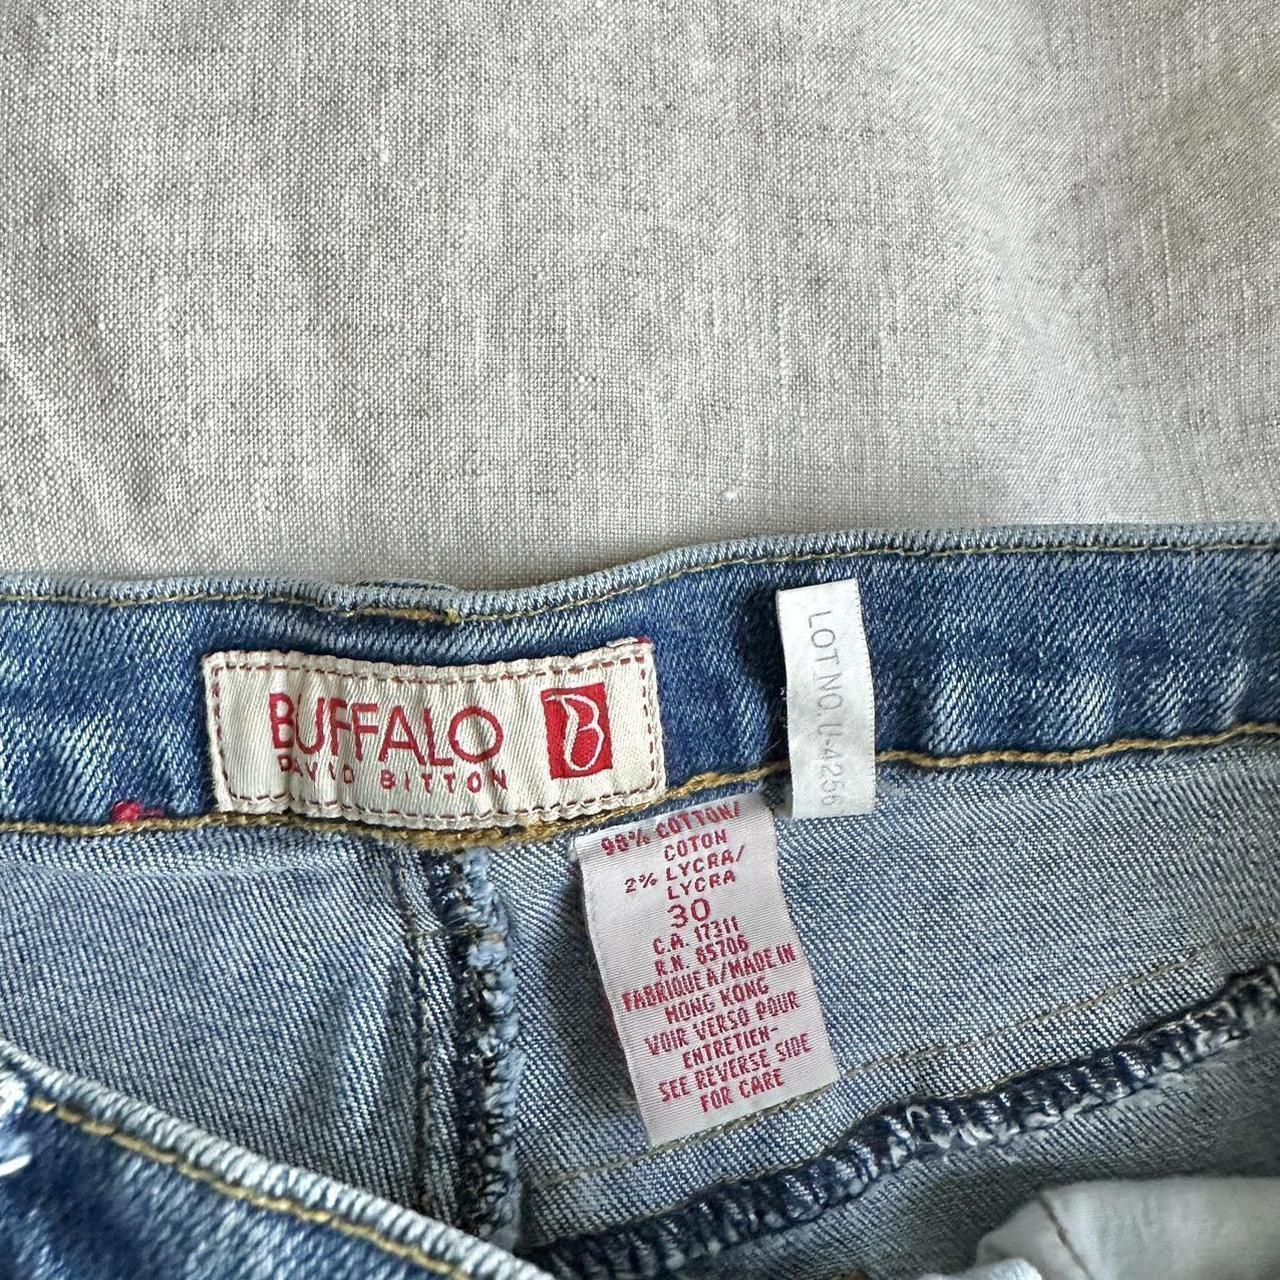 BUFFALO
DAVID BITTON
B
LOT NO. U-4256
98% COTTON/
COTON
2% LYCRA/
LYCRA
30
C.A. 17311
R.N. 65706
FABRIQUE A/MADE IN
HONG KONG
VOIR VERSO POUR
ENTRETIEN-
SEE REVERSE SIDE
FOR CARE